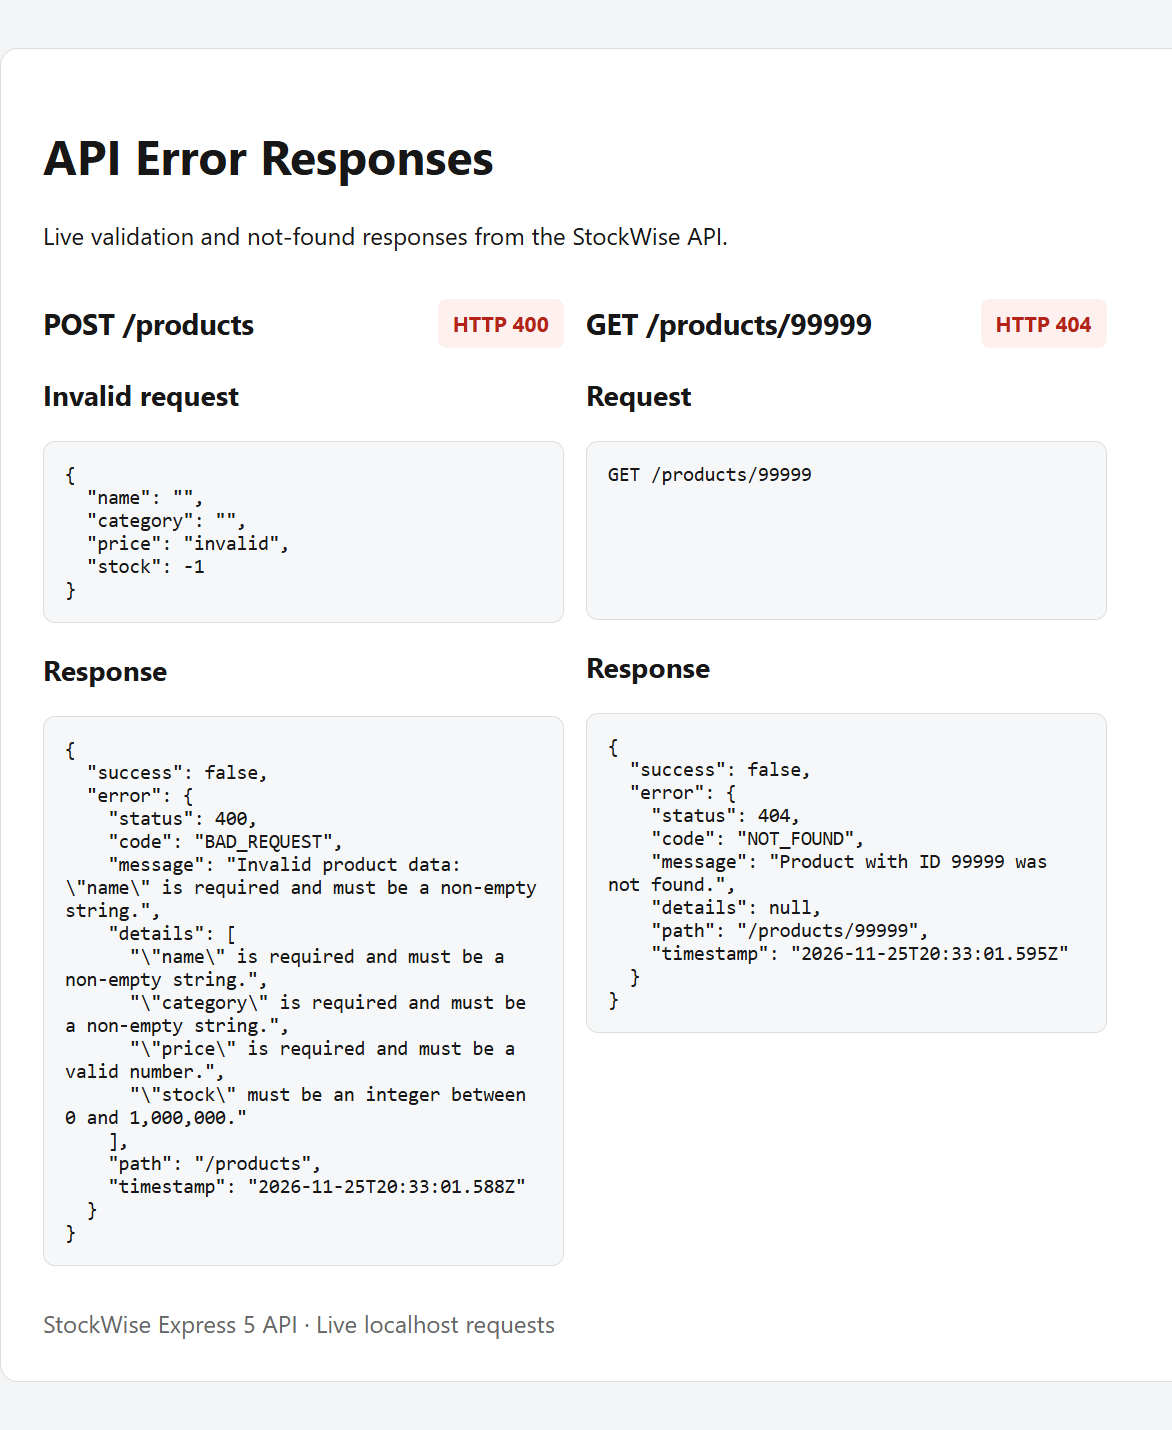 API Error Responses
Live validation and not-found responses from the StockWise API.
POST /products
HTTP 400
Invalid request
{
  "name": "",
  "category": "",
  "price": "invalid",
  "stock": -1
}
Response
{
  "success": false,
  "error": {
    "status": 400,
    "code": "BAD_REQUEST",
    "message": "Invalid product data:
\"name\" is required and must be a non-empty
string.",
    "details": [
      "\"name\" is required and must be a
non-empty string.",
      "\"category\" is required and must be
a non-empty string.",
      "\"price\" is required and must be a
valid number.",
      "\"stock\" must be an integer between
0 and 1,000,000."
    ],
    "path": "/products",
    "timestamp": "2026-11-25T20:33:01.588Z"
  }
}
GET /products/99999
HTTP 404
Request
GET /products/99999
Response
{
  "success": false,
  "error": {
    "status": 404,
    "code": "NOT_FOUND",
    "message": "Product with ID 99999 was
not found.",
    "details": null,
    "path": "/products/99999",
    "timestamp": "2026-11-25T20:33:01.595Z"
  }
}
StockWise Express 5 API · Live localhost requests